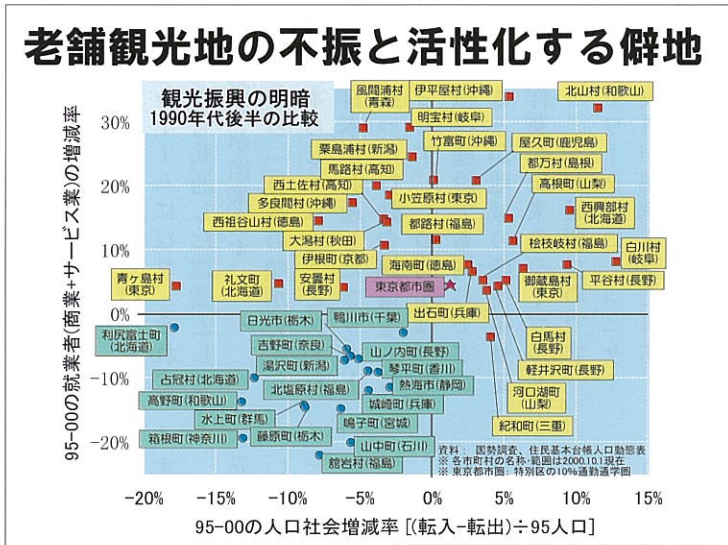 老舗観光地の不振と活性化する僻地
観光振興の明暗
1990年代後半の比較
風間浦村
(青森)
伊平屋村(沖縄)
北山村(和歌山)
明宝村(岐阜)
竹富町(沖縄)
屋久町(鹿児島)
粟島浦村(新潟)
馬路村(高知)
都万村(島根)
高根町(山梨)
西土佐村(高知)
小笠原村(東京)
多良間村(沖縄)
西興部村
(北海道)
西祖谷山村(徳島)
都路村(福島)
大潟村(秋田)
桧枝岐村(福島)
白川村
(岐阜)
伊根町(京都)
海南町(徳島)
青ヶ島村
(東京)
礼文町
(北海道)
安曇村
(長野)
東京都市圏
御蔵島村
(東京)
平谷村(長野)
出石町(兵庫)
日光市(栃木)
鴨川市(千葉)
利尻富士町
(北海道)
吉野町(奈良)
山ノ内町(長野)
白馬村
(長野)
湯沢町(新潟)
琴平町(香川)
軽井沢町(長野)
占冠村(北海道)
北塩原村(福島)
熱海市(静岡)
河口湖町
(山梨)
高野町(和歌山)
城崎町(兵庫)
水上町(群馬)
鳴子町(宮城)
紀和町(三重)
箱根町(神奈川)
藤原町(栃木)
山中町(石川)
舘岩村(福島)
資料: 国勢調査、住民基本台帳人口動態表
※ 各市町村の名称・範囲は2000.10.1現在
※ 東京都市圏: 特別区の10%通勤通学圏
95-00の就業者(商業+サービス業)の増減率
30%
20%
10%
0%
-10%
-20%
-20%
-15%
-10%
-5%
0%
5%
10%
15%
95-00の人口社会増減率 [(転入-転出)÷95人口]